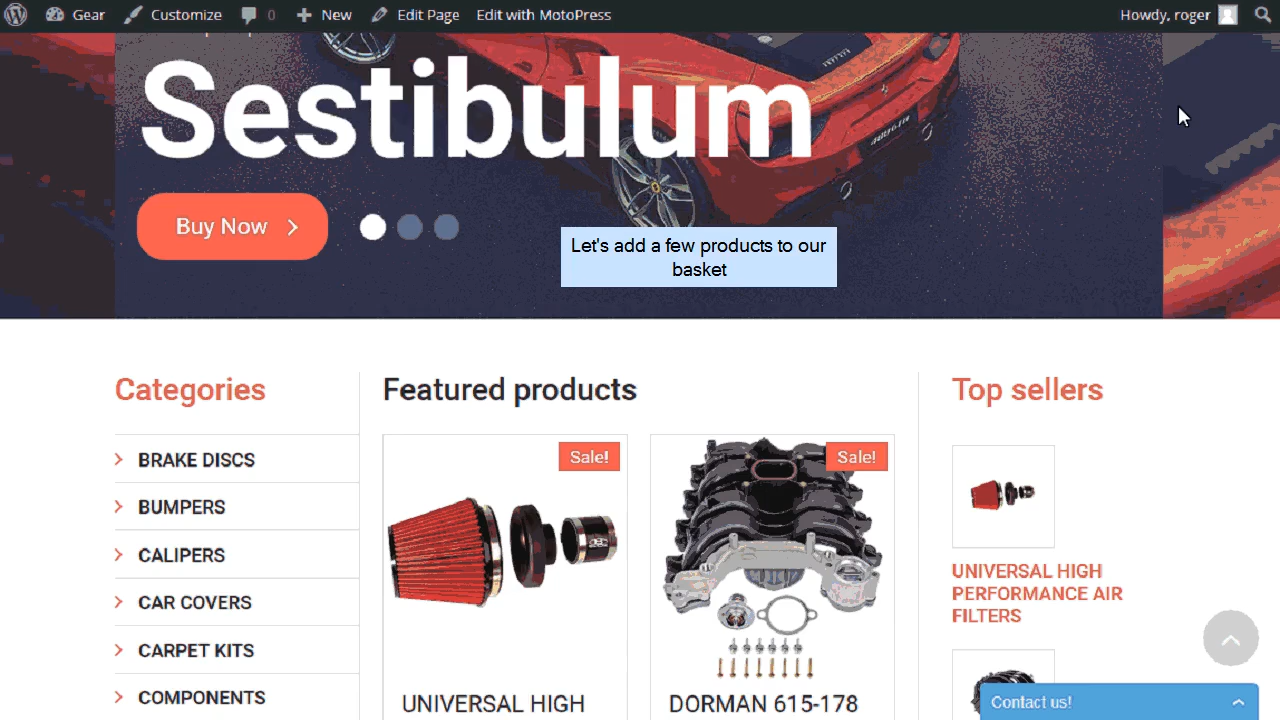 Gear Customize 0 New Edit Page Edit with MotoPress Howdy, roger
Sestibulum
Buy Now
Let's add a few products to our
basket
Categories
BRAKE DISCS
BUMPERS
CALIPERS
CAR COVERS
CARPET KITS
COMPONENTS
Featured products
Sale!
UNIVERSAL HIGH
Sale!
DORMAN 615-178
Top sellers
UNIVERSAL HIGH
PERFORMANCE AIR
FILTERS
Contact us!